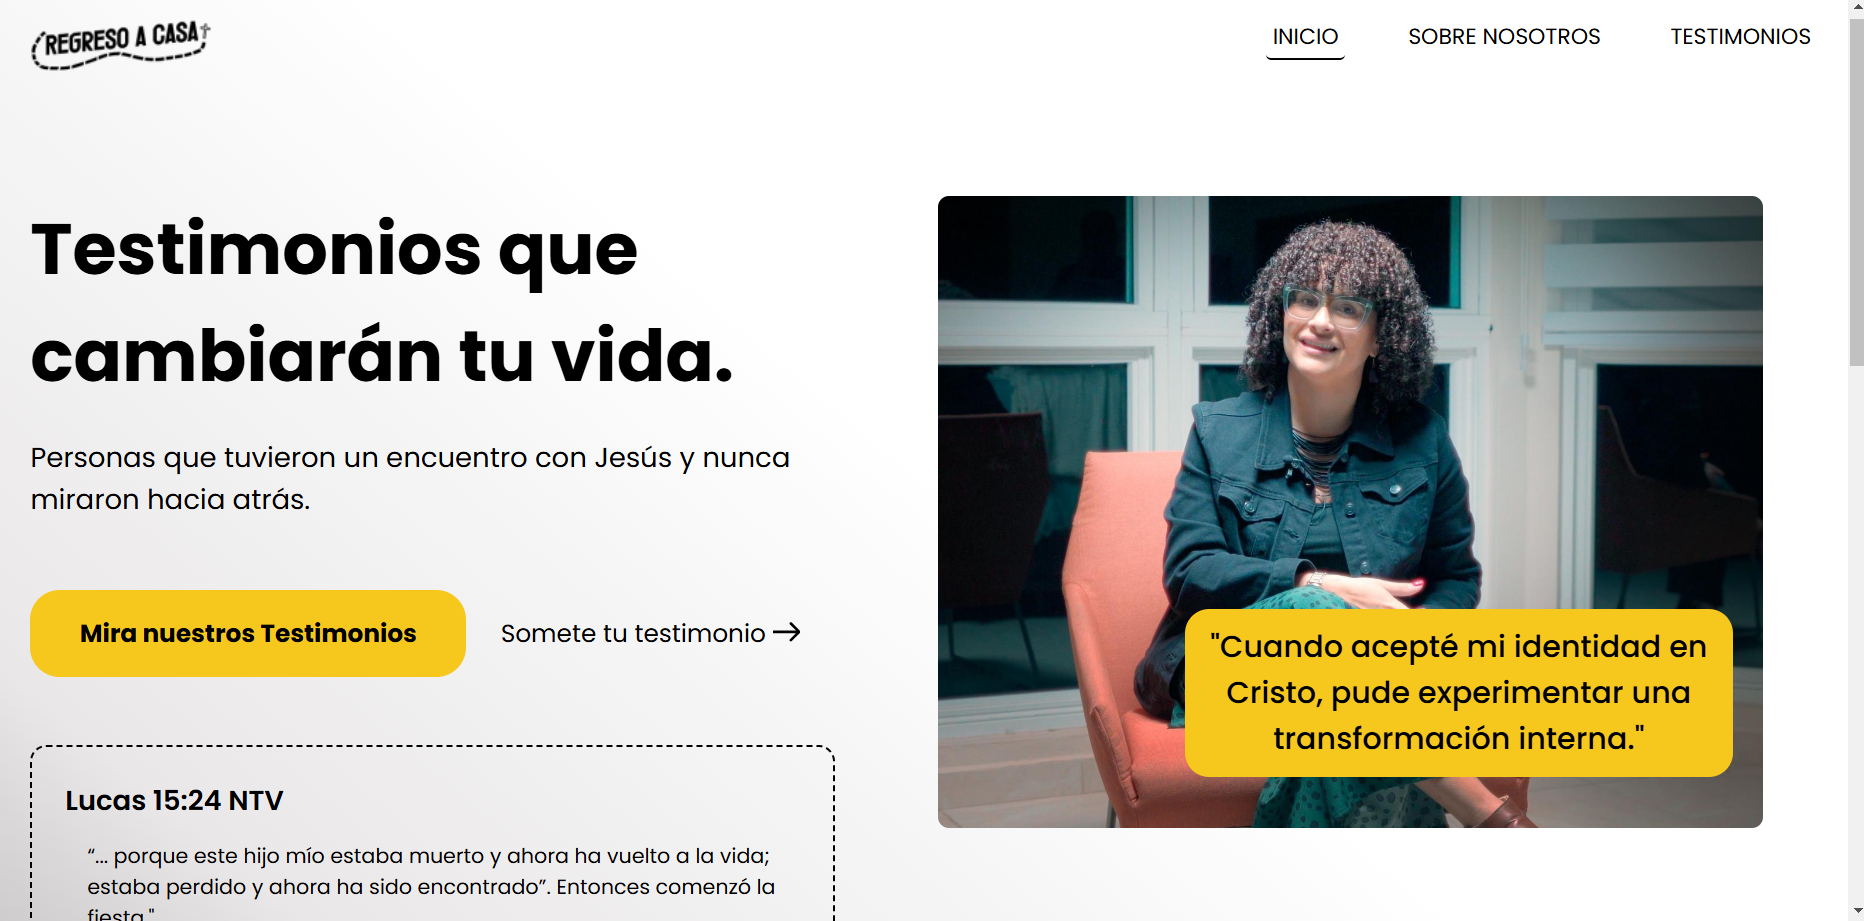 REGRESO A CASA
INICIO
SOBRE NOSOTROS
TESTIMONIOS
Testimonios que
cambiarán tu vida.
Personas que tuvieron un encuentro con Jesús y nunca
miraron hacia atrás.
Mira nuestros Testimonios
Somete tu testimonio →
"Cuando acepté mi identidad en
Cristo, pude experimentar una
transformación interna."
Lucas 15:24 NTV
“... porque este hijo mío estaba muerto y ahora ha vuelto a la vida;
estaba perdido y ahora ha sido encontrado”. Entonces comenzó la
fiesta."